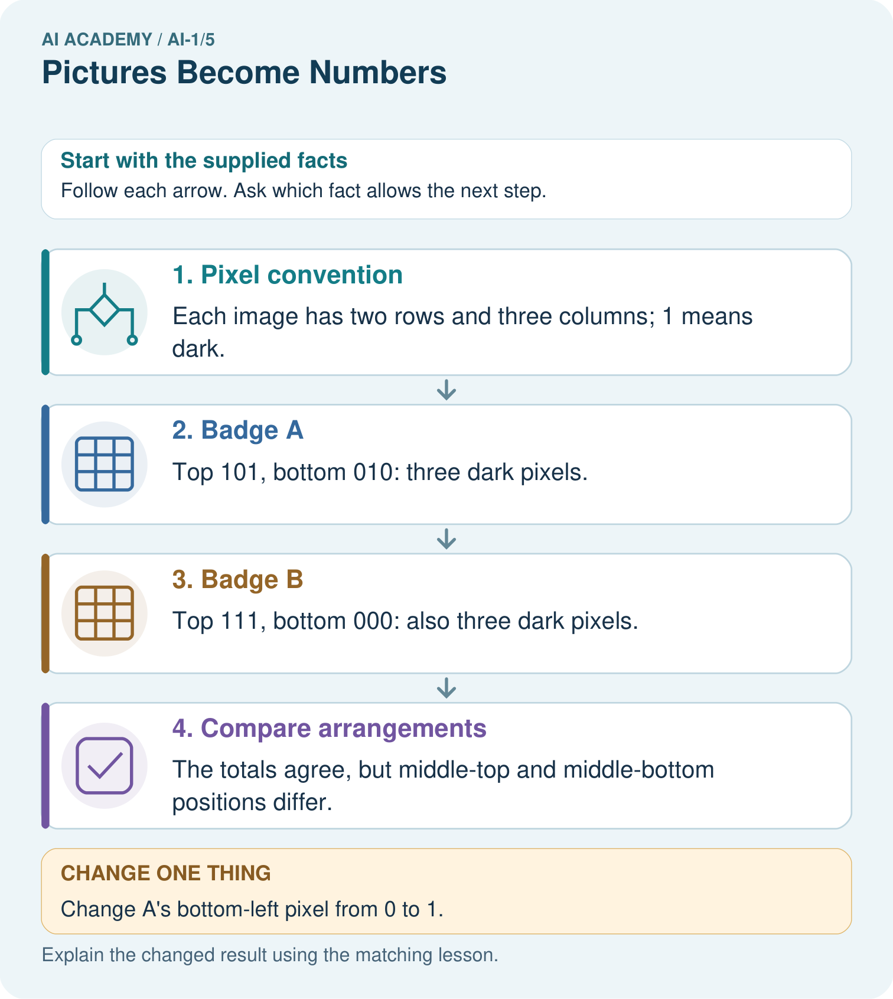 AI ACADEMY / AI-1/5
Pictures Become Numbers
Start with the supplied facts
Follow each arrow. Ask which fact allows the next step.
1. Pixel convention
Each image has two rows and three columns; 1 means
dark.
2. Badge A
Top 101, bottom 010: three dark pixels.
3. Badge B
Top 111, bottom 000: also three dark pixels.
4. Compare arrangements
The totals agree, but middle-top and middle-bottom
positions differ.
CHANGE ONE THING
Change A's bottom-left pixel from 0 to 1.
Explain the changed result using the matching lesson.